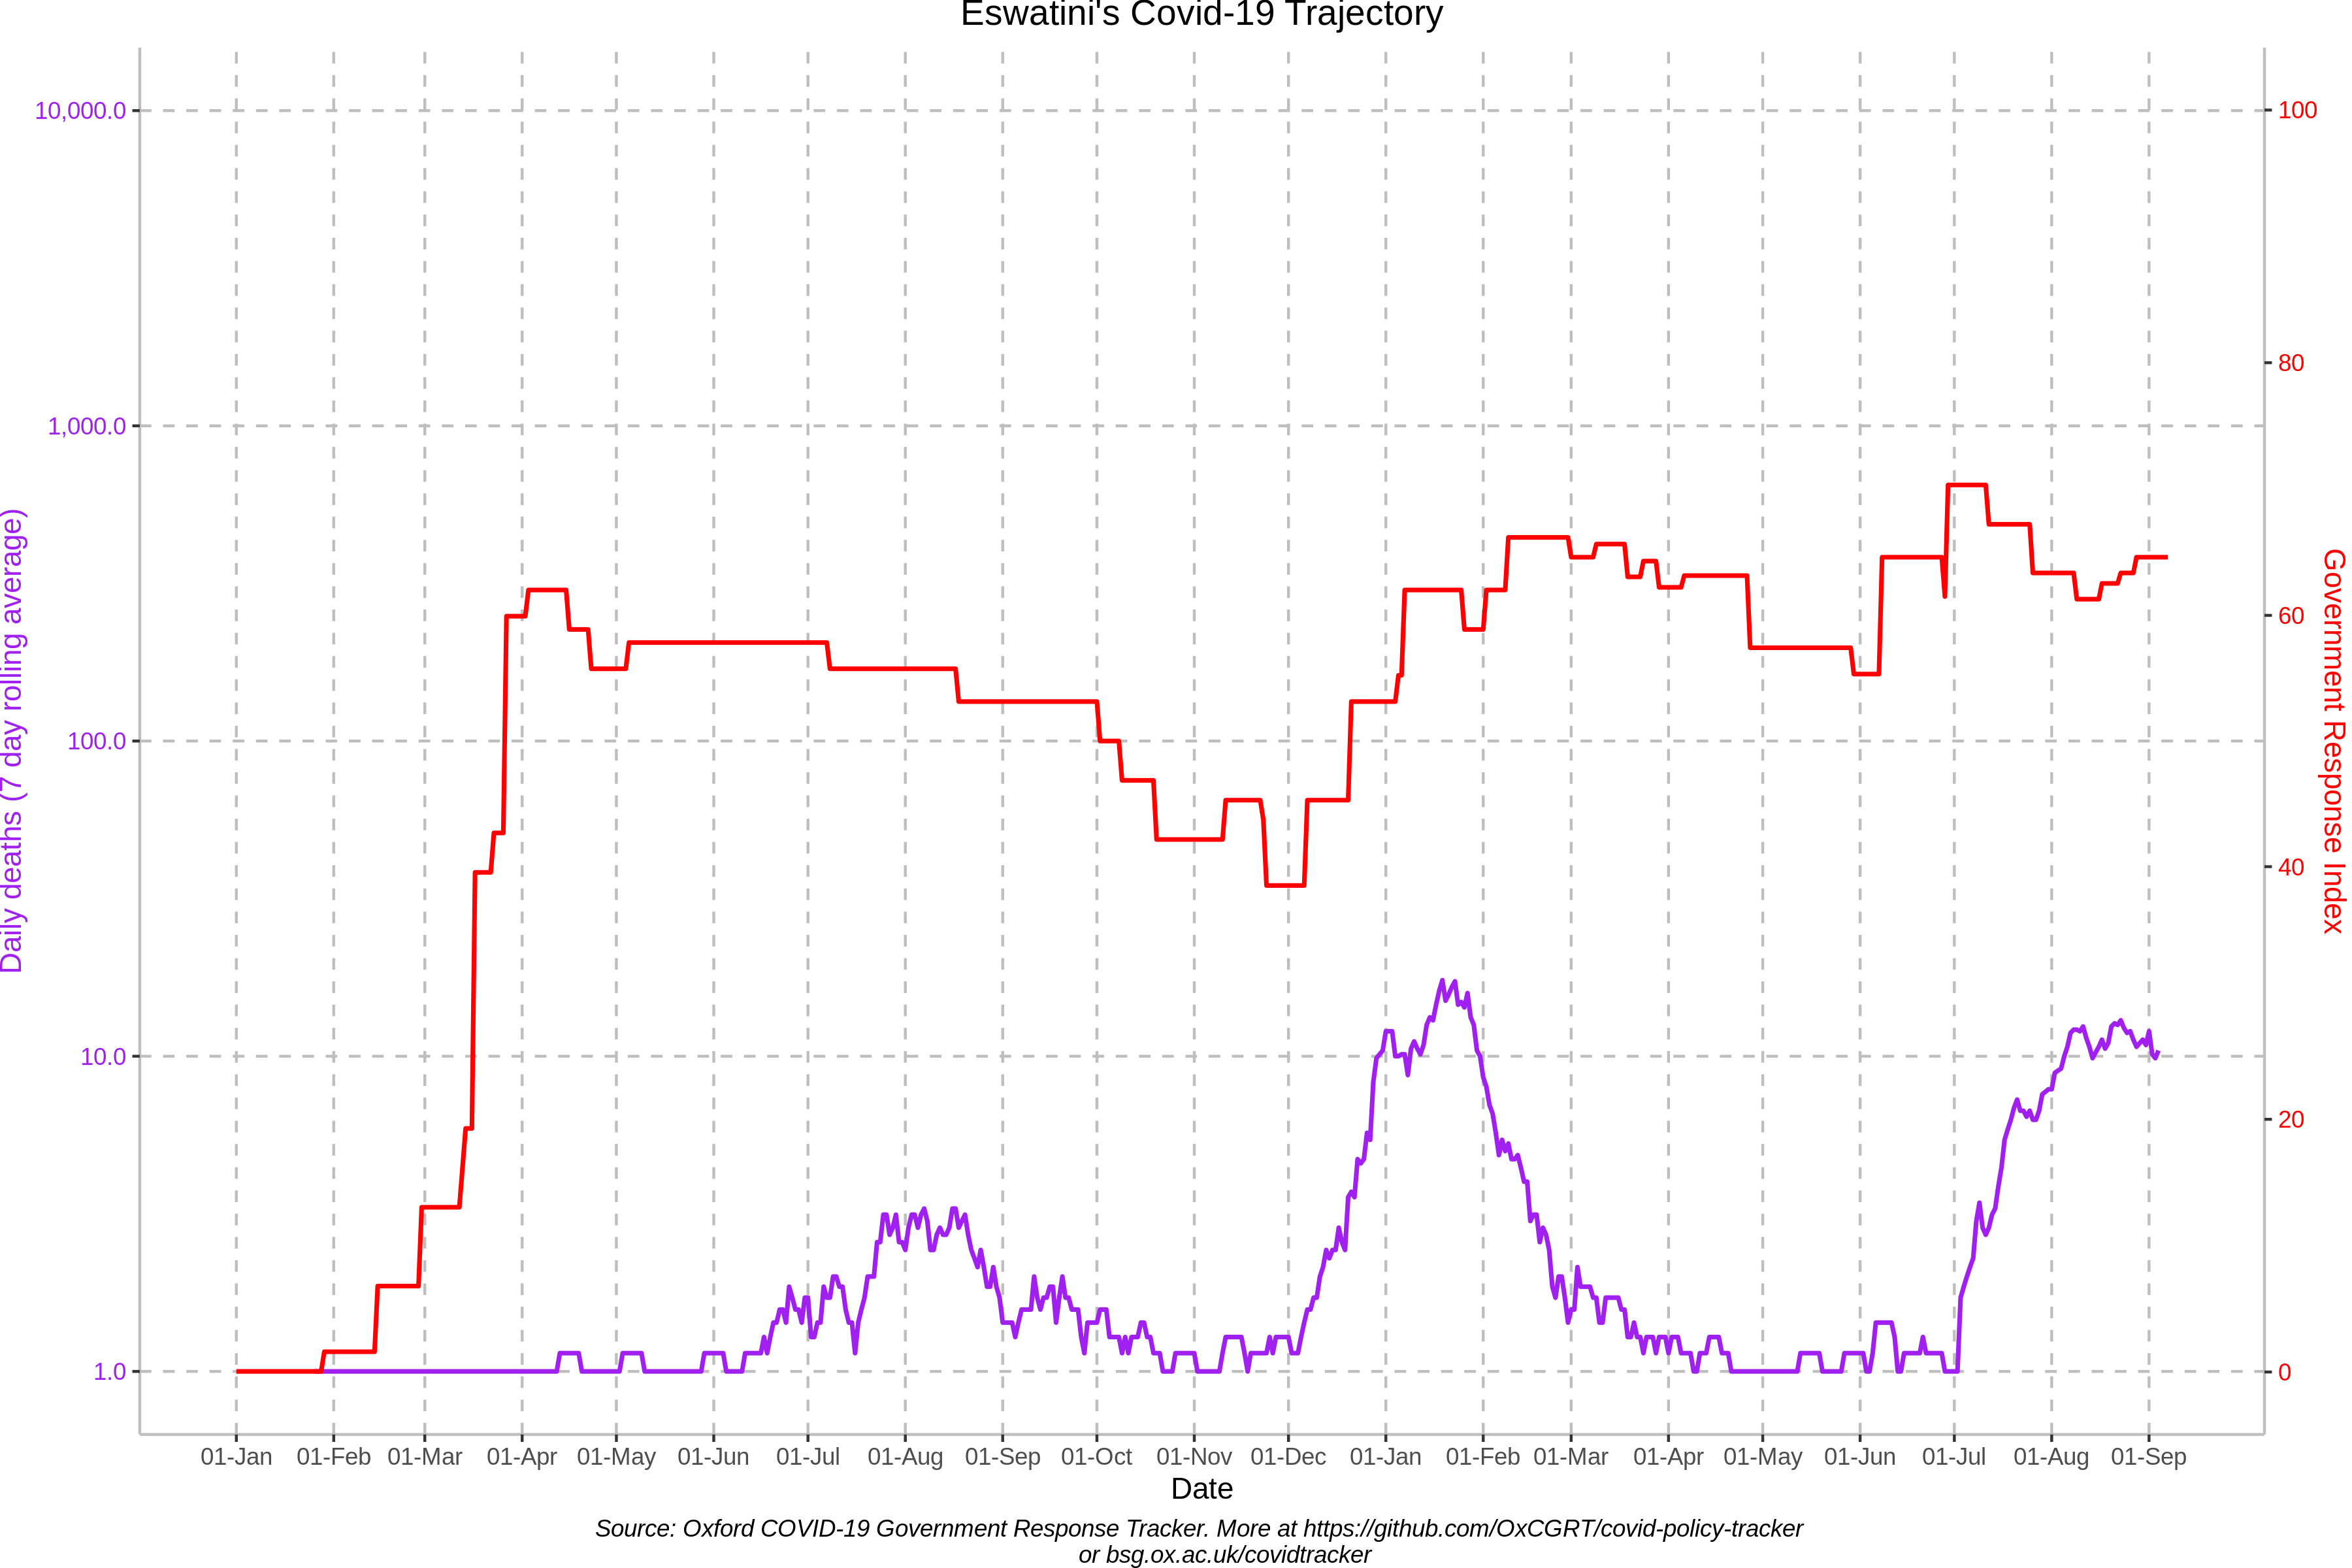 Eswatini's Covid-19 Trajectory
10,000.0
1,000.0
100.0
10.0
1.0
Daily deaths (7 day rolling average)
100
80
60
40
20
0
Government Response Index
01-Jan 01-Feb 01-Mar 01-Apr 01-May 01-Jun 01-Jul 01-Aug 01-Sep 01-Oct 01-Nov 01-Dec 01-Jan 01-Feb 01-Mar 01-Apr 01-May 01-Jun 01-Jul 01-Aug 01-Sep
Date
Source: Oxford COVID-19 Government Response Tracker. More at https://github.com/OxCGRT/covid-policy-tracker
or bsg.ox.ac.uk/covidtracker